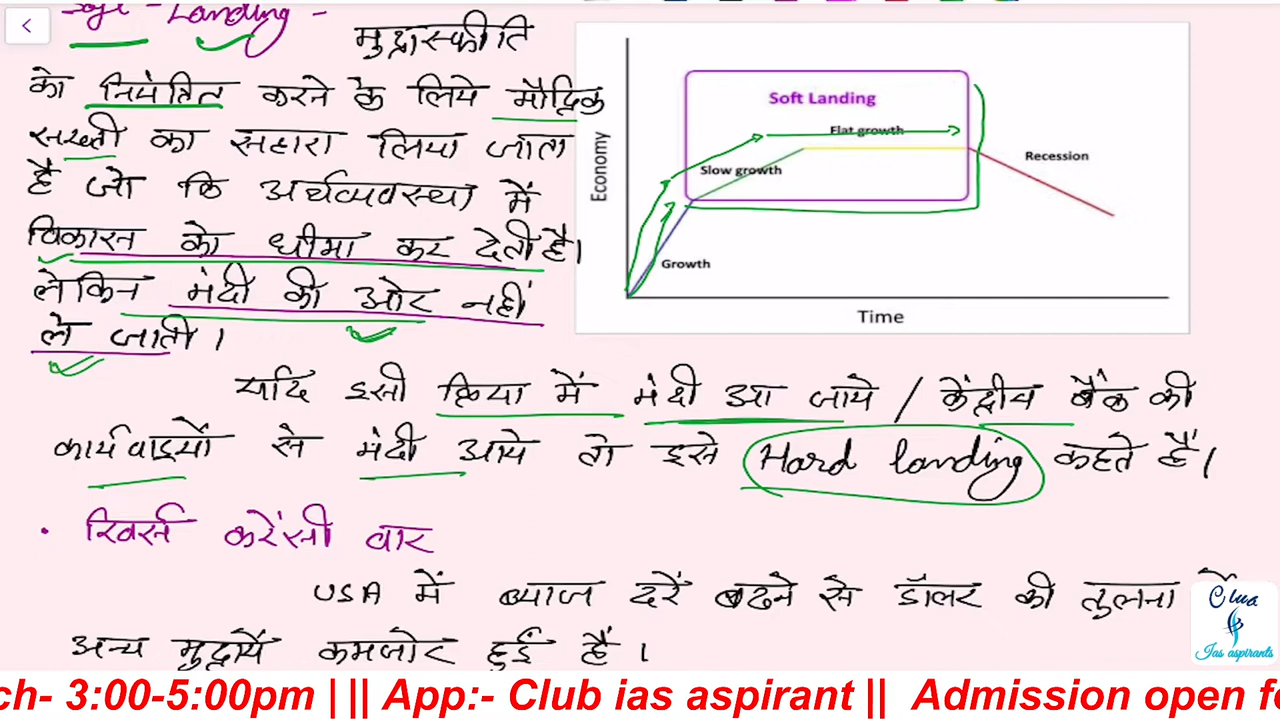 Soft - Landing -
मुद्रास्फीति
को नियंत्रित करने के लिये मौद्रिक
सख्ती का सहारा लिया जाता
है जो कि अर्थव्यवस्था में
विकास को धीमा कर देती है।
लेकिन मंदी की ओर नहीं
ले जाती।
Soft Landing
Flat growth
Slow growth
Recession
Growth
Economy
Time
यदि इसी क्रिया में मंदी आ जाये / केंद्रीय बैंक की
कार्यवाइयों से मंदी आये तो इसे Hard landing कहते हैं।
• रिवर्स करेंसी वार
USA में ब्याज दरें बढने से डॉलर की तुलना में
अन्य मुद्रायें कमजोर हुई हैं।
Club
Ias aspirants
ch- 3:00-5:00pm | || App:- Club ias aspirant || Admission open fo